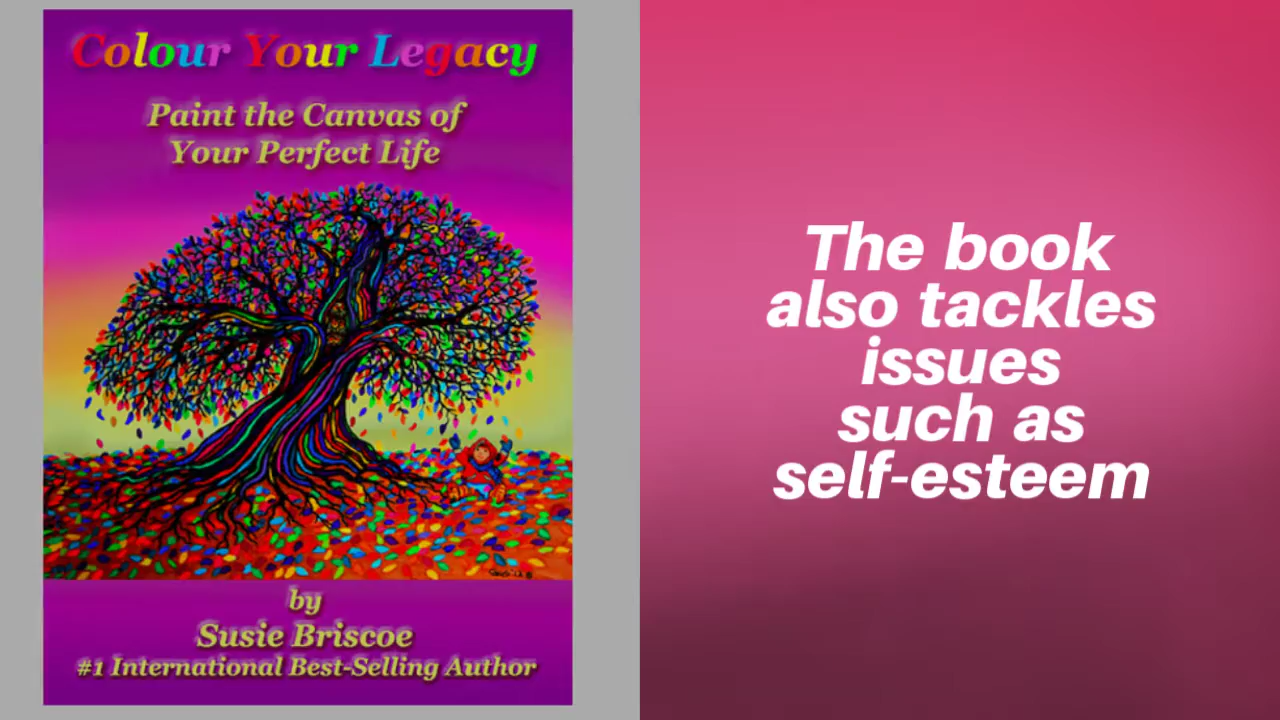 Colour Your Legacy
Paint the Canvas of
Your Perfect Life
by
Susie Briscoe
#1 International Best-Selling Author
The book
also tackles
issues
such as
self-esteem